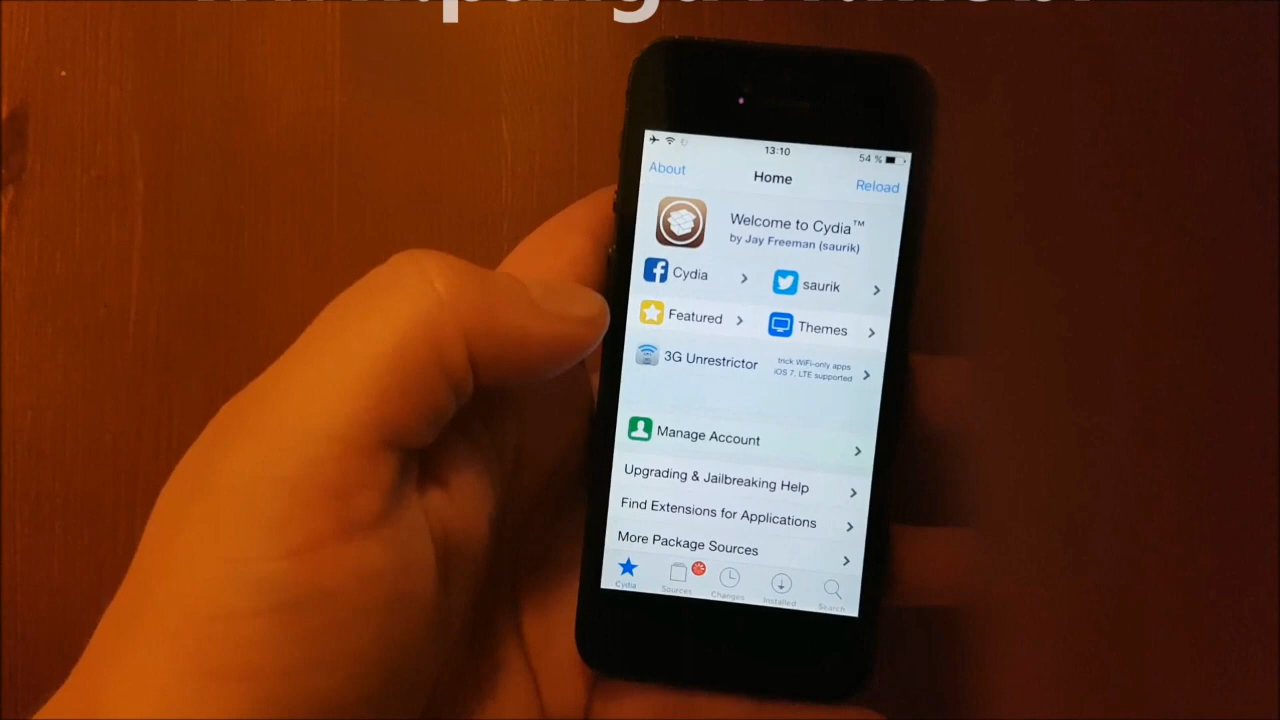 13:10
54 %
About
Home
Reload
Welcome to Cydia™
by Jay Freeman (saurik)
Cydia
saurik
Featured
Themes
3G Unrestrictor
trick WiFi-only apps
iOS 7, LTE supported
Manage Account
Upgrading & Jailbreaking Help
Find Extensions for Applications
More Package Sources
Cydia
Sources
Changes
Installed
Search